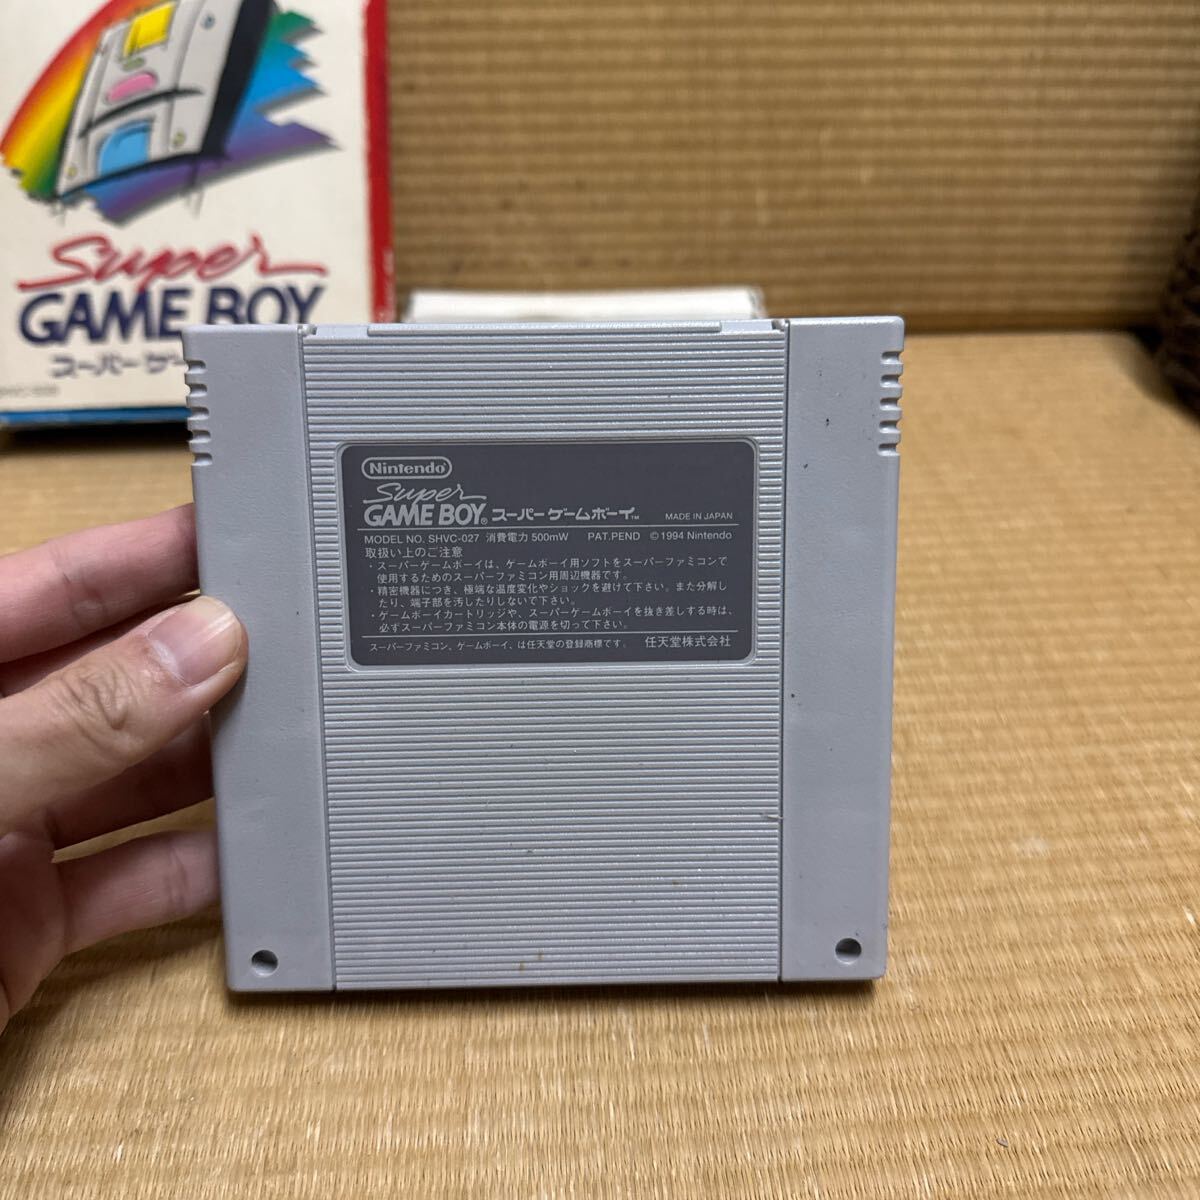 Super
GAME BOY
スーパーゲー
Nintendo
Super
GAME BOY® スーパーゲームボーイ™ MADE IN JAPAN
MODEL NO. SHVC-027 消費電力 500mW PAT.PEND ©1994 Nintendo
取扱い上のご注意
・スーパーゲームボーイは、ゲームボーイ用ソフトをスーパーファミコンで
使用するためのスーパーファミコン用周辺機器です。
・精密機器につき、極端な温度変化やショックを避けて下さい。また分解し
たり、端子部を汚したりしないで下さい。
・ゲームボーイカートリッジや、スーパーゲームボーイを抜き差しする時は、
必ずスーパーファミコン本体の電源を切って下さい。
スーパーファミコン、ゲームボーイ、は任天堂の登録商標です。 任天堂株式会社